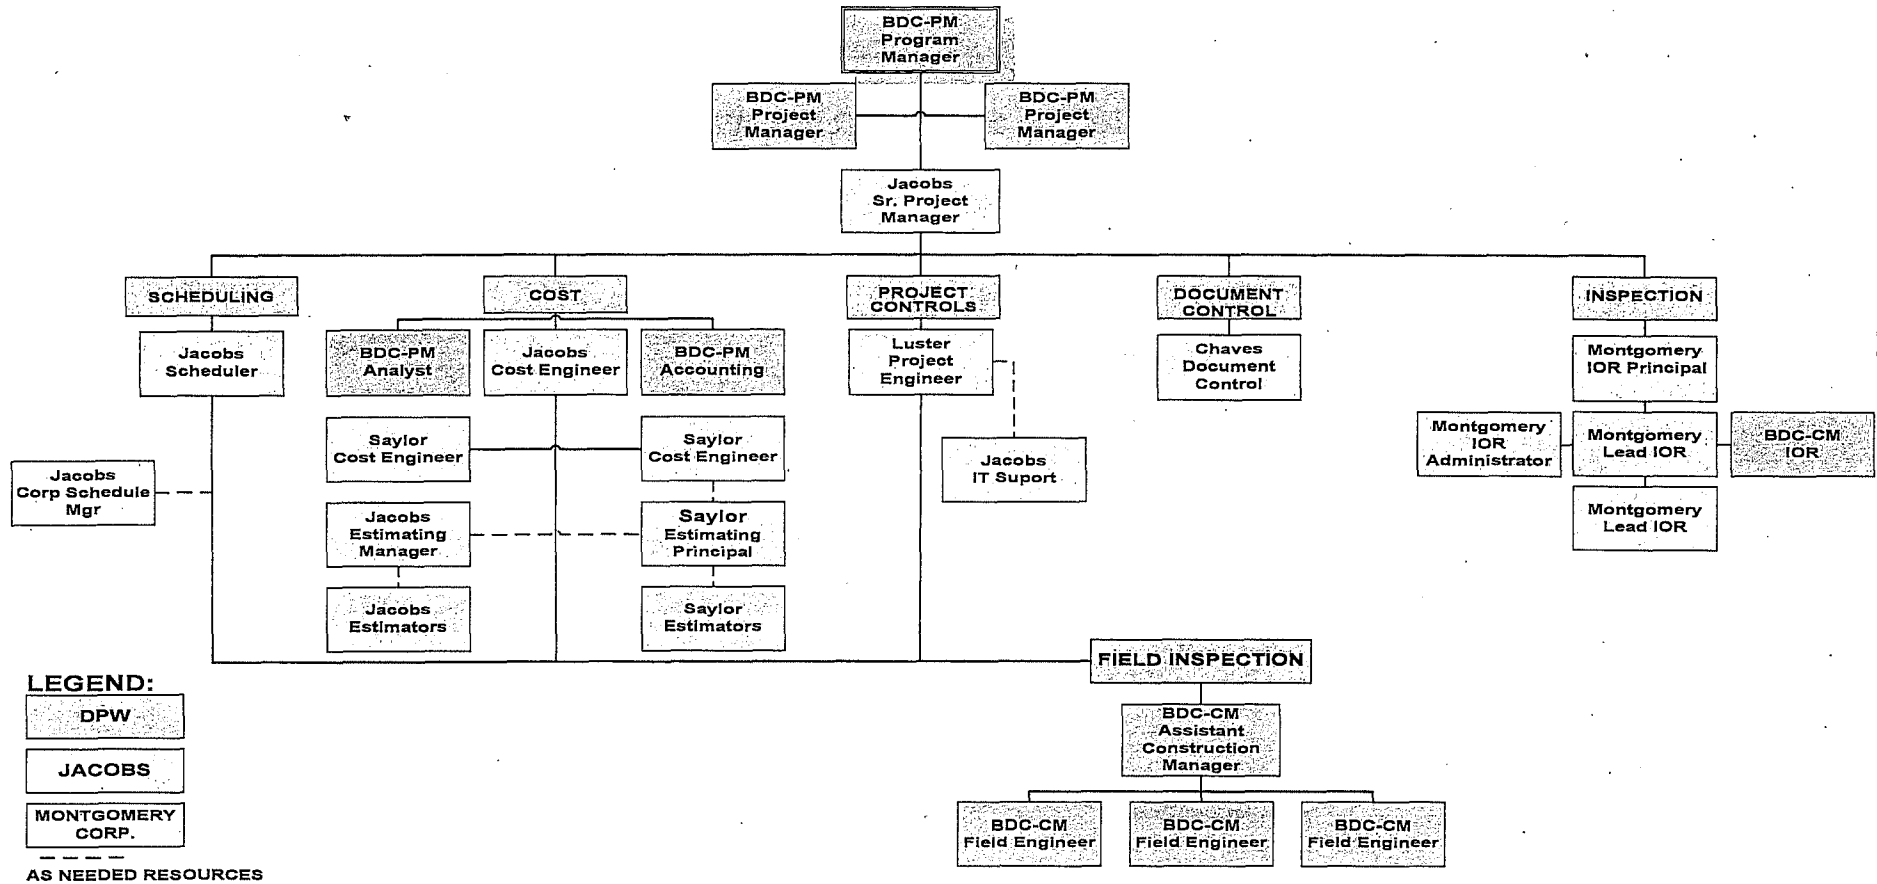 BDC-PM
Program
Manager
BDC-PM
Project
Manager
BDC-PM
Project
Manager
Jacobs
Sr. Project
Manager
SCHEDULING
COST
PROJECT
CONTROLS
DOCUMENT
CONTROL
INSPECTION
Jacobs
Scheduler
BDC-PM
Analyst
Jacobs
Cost Engineer
BDC-PM
Accounting
Luster
Project
Engineer
Chaves
Document
Control
Montgomery
IOR Principal
Saylor
Cost Engineer
Saylor
Cost Engineer
Jacobs
IT Suport
Montgomery
IOR
Administrator
Montgomery
Lead IOR
BDC-CM
IOR
Jacobs
Corp Schedule
Mgr
Jacobs
Estimating
Manager
Saylor
Estimating
Principal
Montgomery
Lead IOR
Jacobs
Estimators
Saylor
Estimators
FIELD INSPECTION
BDC-CM
Assistant
Construction
Manager
BDC-CM
Field Engineer
BDC-CM
Field Engineer
BDC-CM
Field Engineer
LEGEND:
DPW
JACOBS
MONTGOMERY
CORP.
AS NEEDED RESOURCES